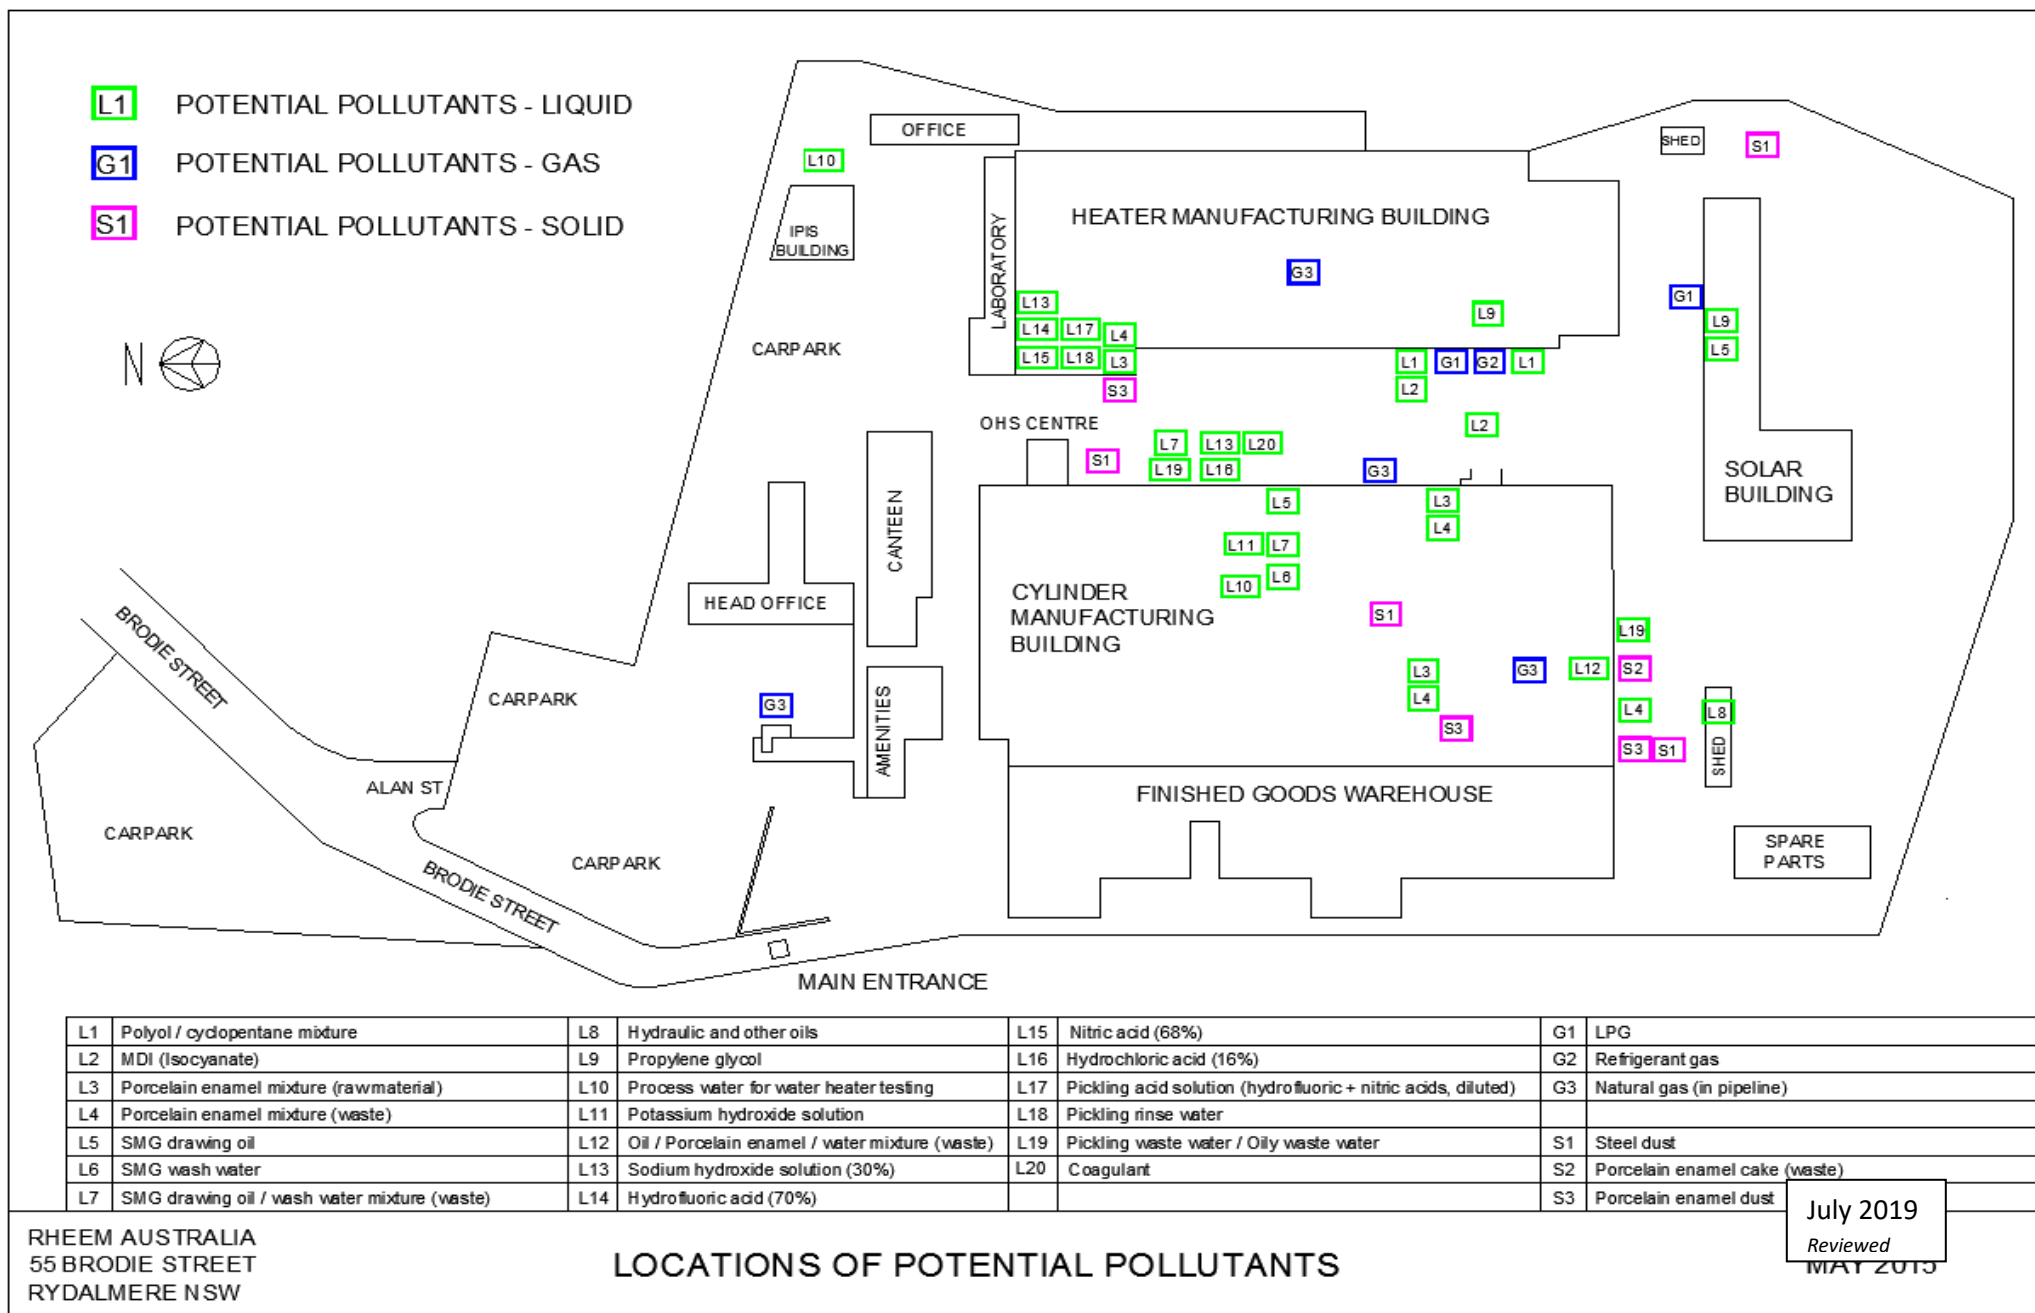 L1 POTENTIAL POLLUTANTS - LIQUID
G1 POTENTIAL POLLUTANTS - GAS
S1 POTENTIAL POLLUTANTS - SOLID
N
OFFICE
L10
IPIS
BUILDING
LABORATORY
HEATER MANUFACTURING BUILDING
G3
L9
L13
L14 L17 L4
L15 L18 L3
S3
L1 G1 G2 L1
L2
L2
SHED
S1
G1
L9
L5
SOLAR
BUILDING
CARPARK
OHS CENTRE
S1
L7 L13 L20
L19 L16
G3
CANTEEN
HEAD OFFICE
L5
L3
L4
L11 L7
L10 L6
CYLINDER
MANUFACTURING
BUILDING
S1
L3
L4
G3
L12
S3
L19
S2
L4
S3 S1
L8
SHED
BRODIE STREET
CARPARK
G3
AMENITIES
ALAN ST
CARPARK
CARPARK
BRODIE STREET
FINISHED GOODS WAREHOUSE
SPARE
PARTS
MAIN ENTRANCE
L1 Polyol / cyclopentane mixture L8 Hydraulic and other oils L15 Nitric acid (68%) G1 LPG
L2 MDI (Isocyanate) L9 Propylene glycol L16 Hydrochloric acid (16%) G2 Refrigerant gas
L3 Porcelain enamel mixture (raw material) L10 Process water for water heater testing L17 Pickling acid solution (hydrofluoric + nitric acids, diluted) G3 Natural gas (in pipeline)
L4 Porcelain enamel mixture (waste) L11 Potassium hydroxide solution L18 Pickling rinse water
L5 SMG drawing oil L12 Oil / Porcelain enamel / water mixture (waste) L19 Pickling waste water / Oily waste water S1 Steel dust
L6 SMG wash water L13 Sodium hydroxide solution (30%) L20 Coagulant S2 Porcelain enamel cake (waste)
L7 SMG drawing oil / wash water mixture (waste) L14 Hydrofluoric acid (70%) S3 Porcelain enamel dust
RHEEM AUSTRALIA
55 BRODIE STREET
RYDALMERE NSW
LOCATIONS OF POTENTIAL POLLUTANTS
July 2019
Reviewed
MAY 2015